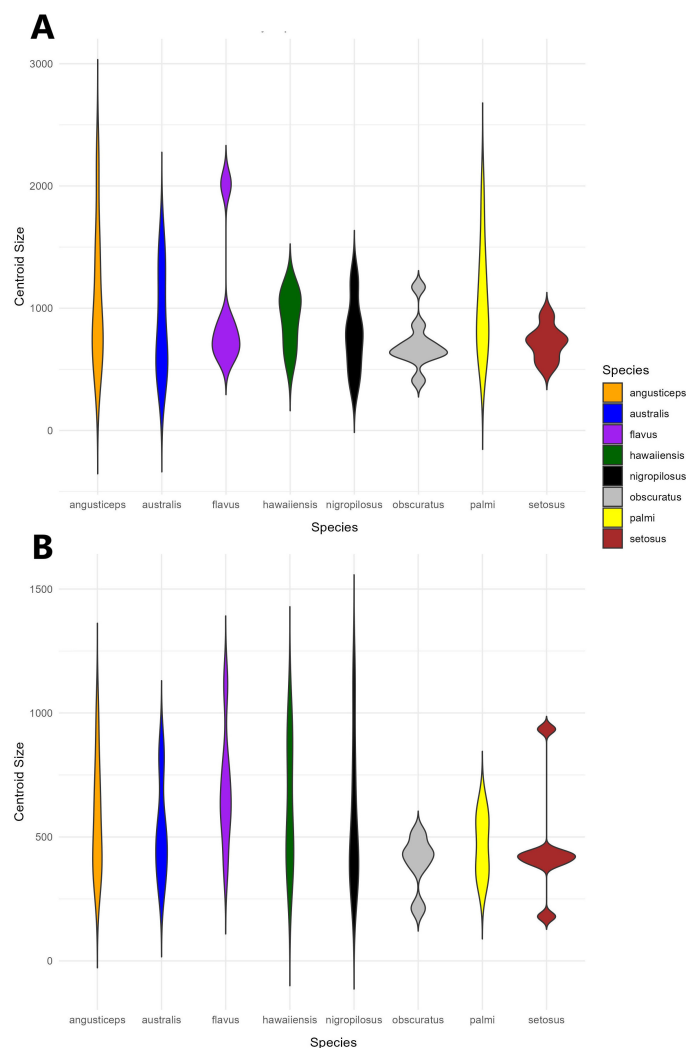 A
3000
2000
1000
0
Centroid Size
angusticeps australis flavus hawaiiensis nigropilosus obscuratus palmi setosus
Species
Species
angusticeps
australis
flavus
hawaiiensis
nigropilosus
obscuratus
palmi
setosus
B
1500
1000
500
0
Centroid Size
angusticeps australis flavus hawaiiensis nigropilosus obscuratus palmi setosus
Species